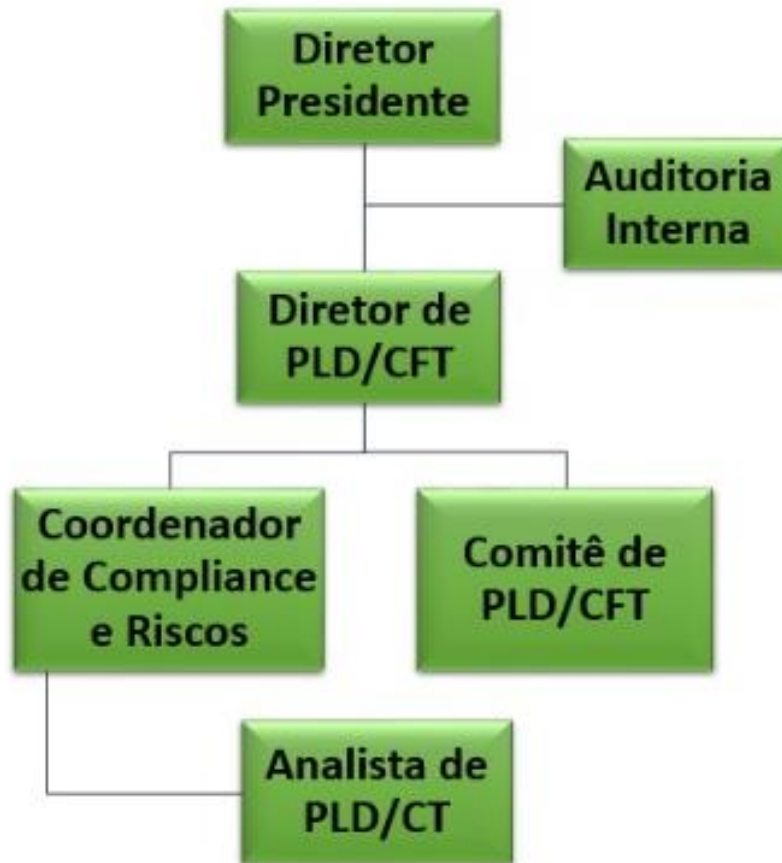 Diretor
Presidente
Auditoria
Interna
Diretor de
PLD/CFT
Coordenador
de Compliance
e Riscos
Comitê de
PLD/CFT
Analista de
PLD/CT